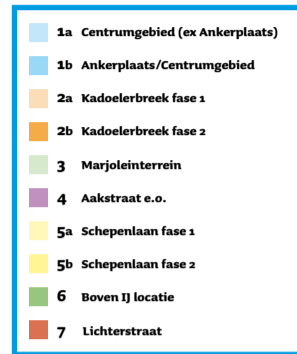 1a Centrumgebied (ex Ankerplaats)
1b Ankerplaats/Centrumgebied
2a Kadoelerbreek fase 1
2b Kadoelerbreek fase 2
3 Marjoleinterrein
4 Aakstraat e.o.
5a Schepenlaan fase 1
5b Schepenlaan fase 2
6 Boven IJ locatie
7 Lichterstraat